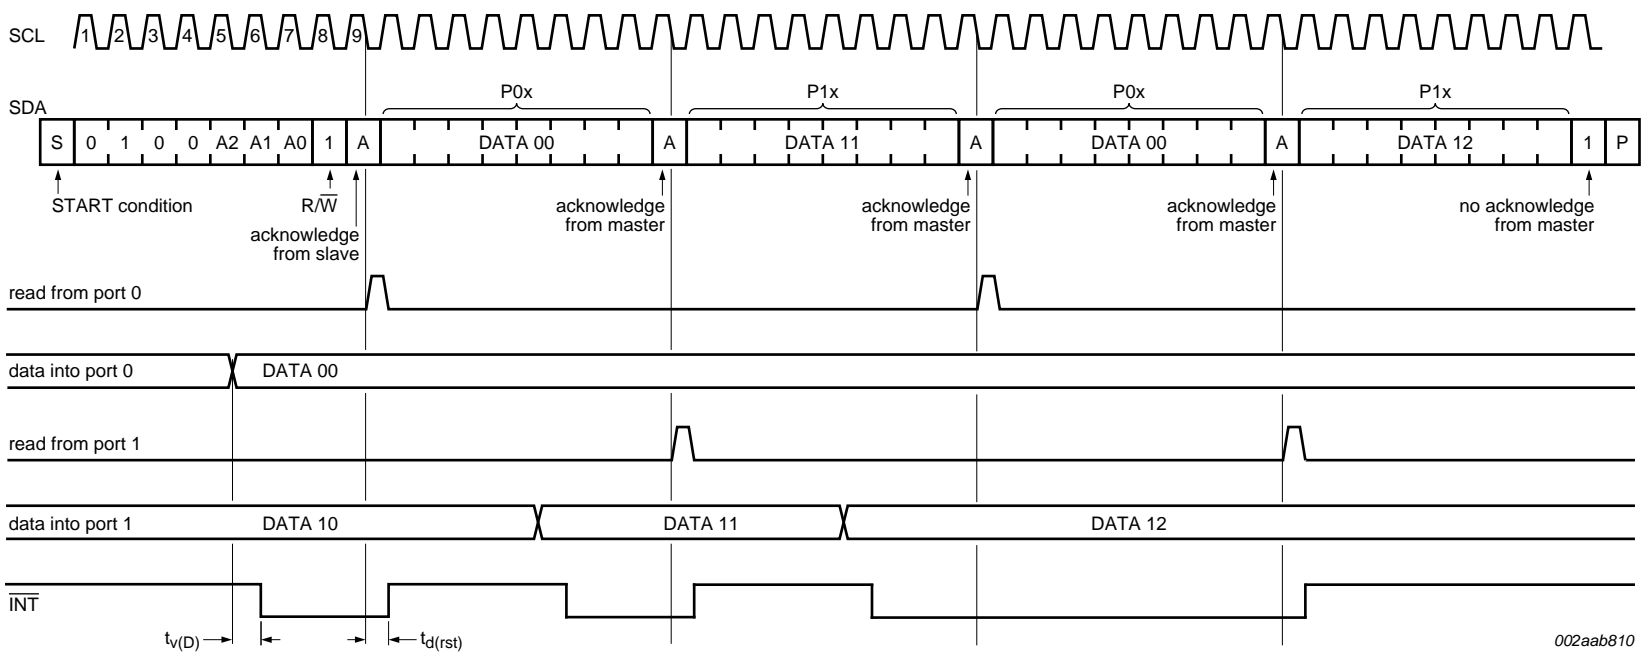 SCL 1 2 3 4 5 6 7 8 9
SDA P0x P1x P0x P1x
S 0 1 0 0 A2 A1 A0 1 A DATA 00 A DATA 11 A DATA 00 A DATA 12 1 P
START condition R/W acknowledge from master acknowledge from master acknowledge from master no acknowledge from master
acknowledge
from slave
read from port 0
data into port 0 DATA 00
read from port 1
data into port 1 DATA 10 DATA 11 DATA 12
INT
tv(D) td(rst)
002aab810